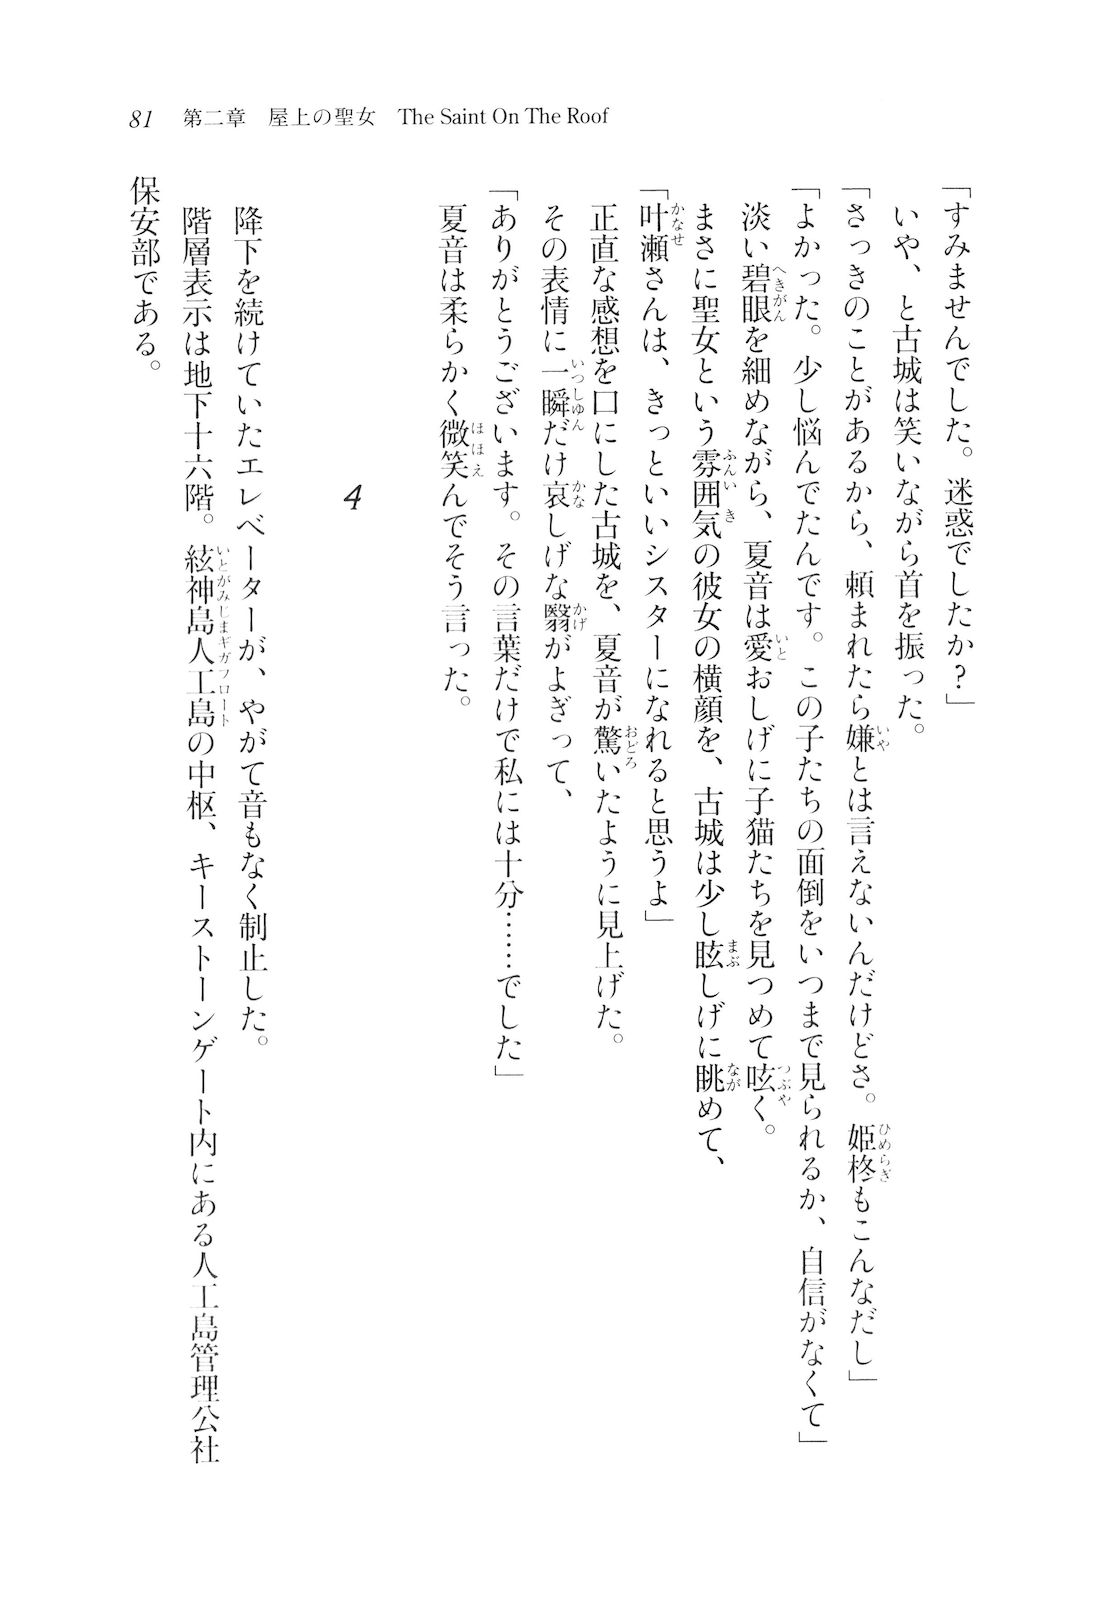 81 第二章 屋上の聖女 The Saint On The Roof
「すみませんでした。迷惑でしたか？」
いや、と古城は笑いながら首を振った。
「さっきのことがあるから、頼まれたら嫌とは言えないんだけどさ。姫柊もこんなだし」
「よかった。少し悩んでたんです。この子たちの面倒をいつまで見られるか、自信がなくて」
淡い碧眼を細めながら、夏音は愛おしげに子猫たちを見つめて呟く。
まさに聖女という雰囲気の彼女の横顔を、古城は少し眩しげに眺めて、
「叶瀬さんは、きっといいシスターになれると思うよ」
正直な感想を口にした古城を、夏音が驚いたように見上げた。
その表情に一瞬だけ哀しげな翳がよぎって、
「ありがとうございます。その言葉だけで私には十分……でした」
夏音は柔らかく微笑んでそう言った。
4
降下を続けていたエレベーターが、やがて音もなく制止した。
階層表示は地下十六階。絃神島人工島の中枢、キーストーンゲート内にある人工島管理公社
保安部である。